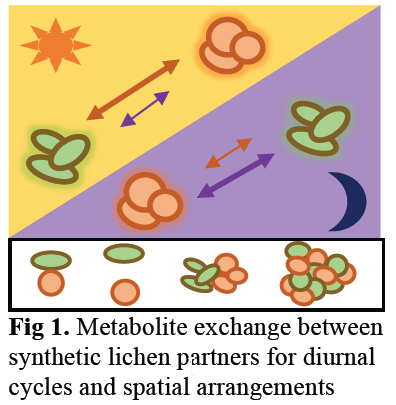 Fig 1. Metabolite exchange between
synthetic lichen partners for diurnal
cycles and spatial arrangements